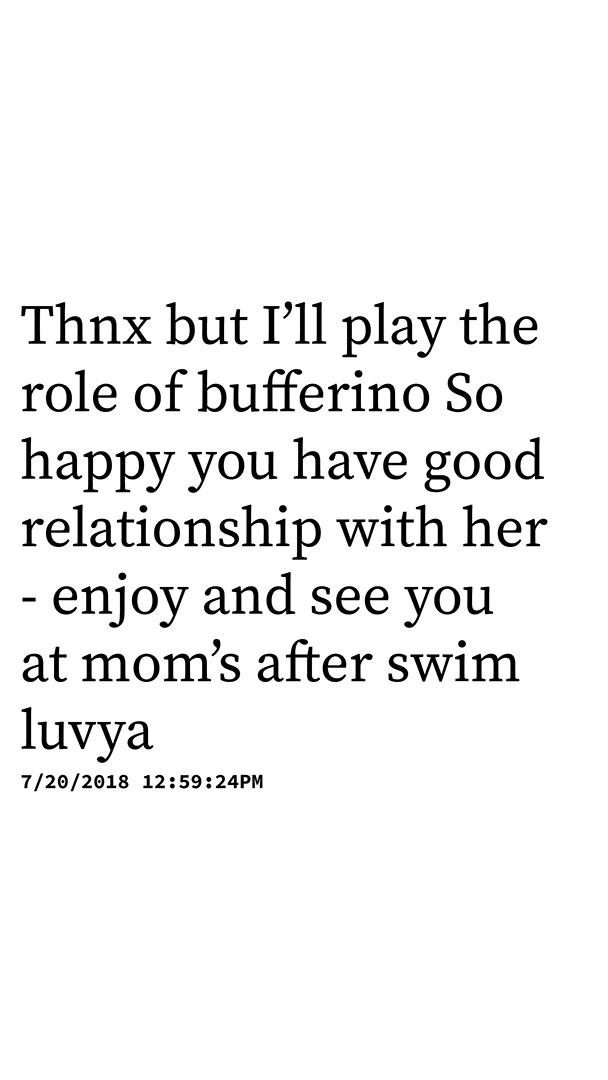 Thnx but I’ll play the
role of bufferino So
happy you have good
relationship with her
- enjoy and see you
at mom’s after swim
luvya
7/20/2018 12:59:24PM